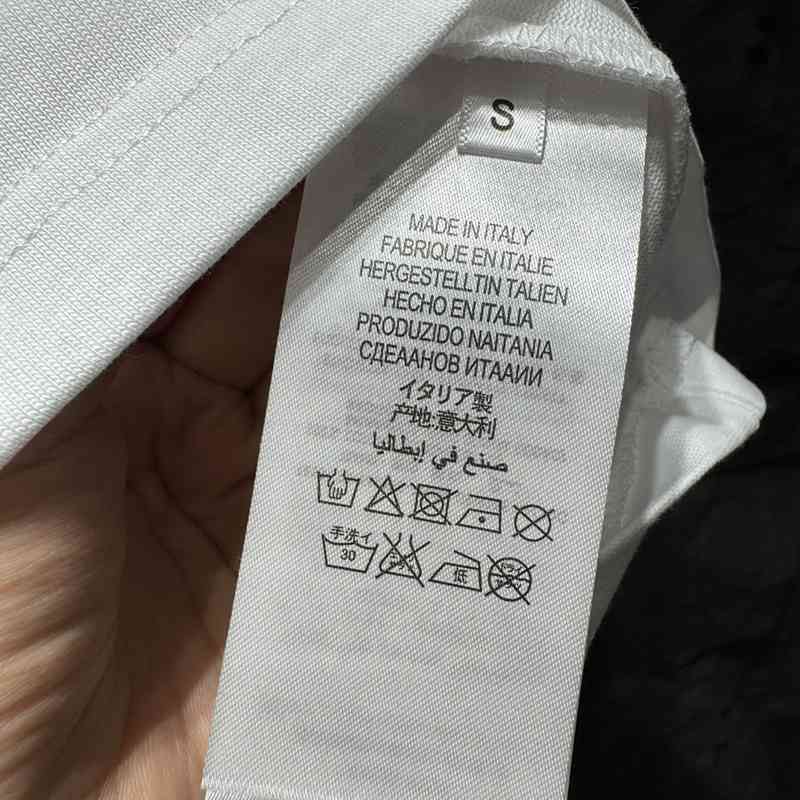 S
MADE IN ITALY
FABRIQUE EN ITALIE
HERGESTELLTIN TALIEN
HECHO EN ITALIA
PRODUZIDO NAITANIA
СДЕААНОВ ИТААИИ
イタリア製
产地:意大利
صنع في إيطاليا
手洗イ
30
低